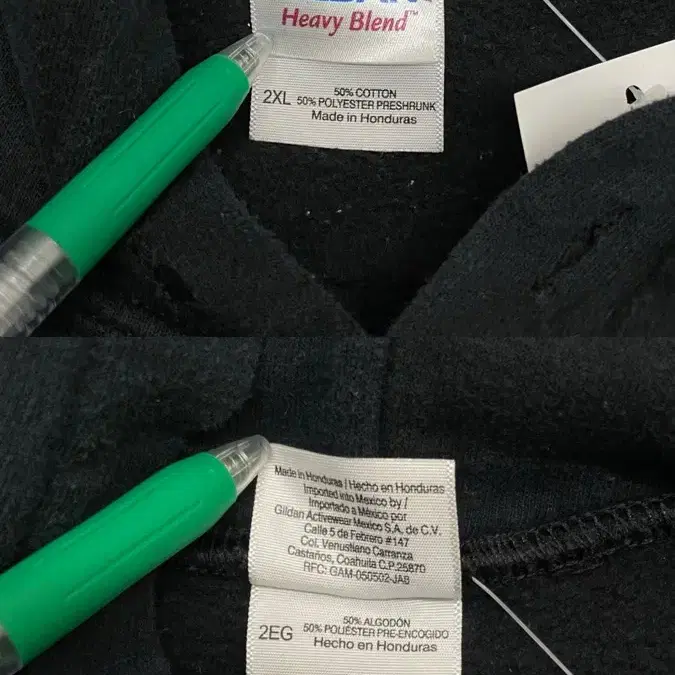 Heavy Blend™
50% COTTON
2XL 50% POLYESTER PRESHRUNK
Made in Honduras
Made in Honduras / Hecho en Honduras
Imported into Mexico by /
Importado a México por
Gildan Activewear Mexico S.A. de C.V.
Calle 5 de Febrero #147
Col. Venustiano Carranza
Castaños, Coahuila C.P.25870
RFC: GAM-050502-JA8
50% ALGODÓN
2EG 50% POLIÉSTER PRE-ENCOGIDO
Hecho en Honduras